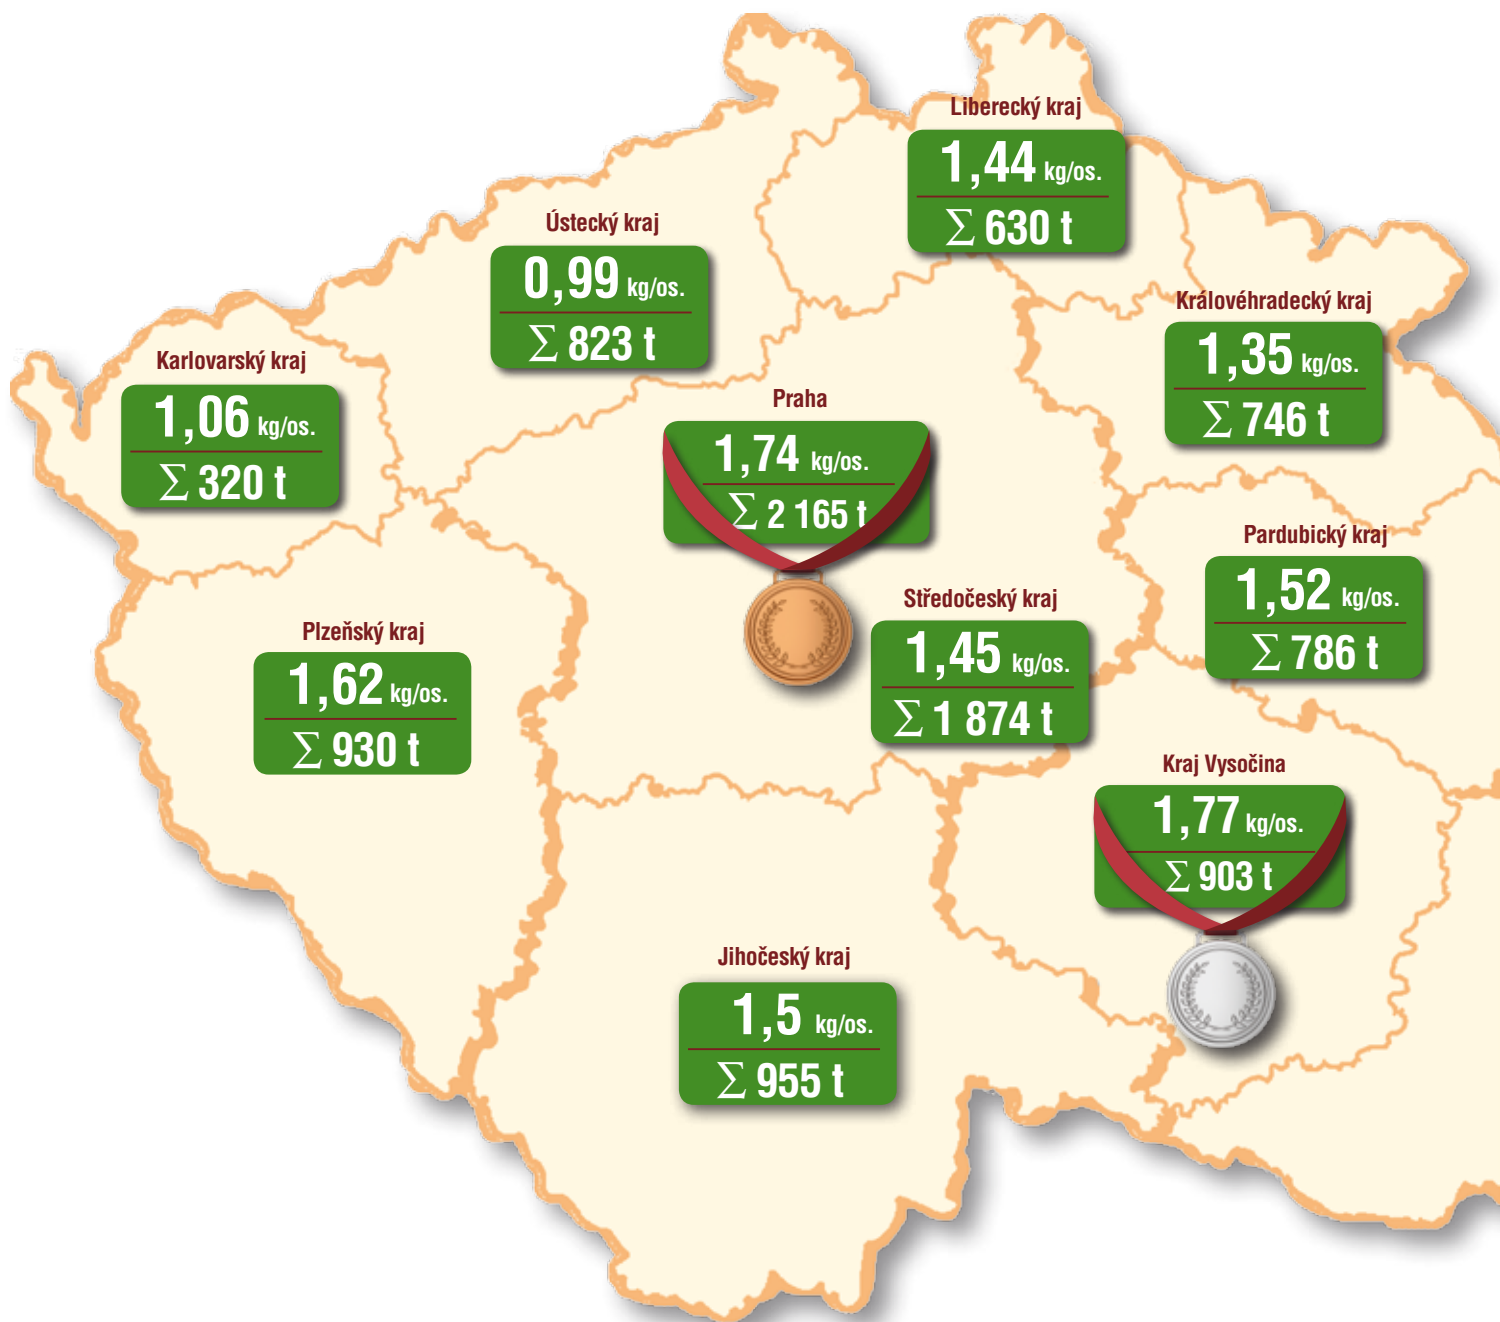 Liberecký kraj
1,44 kg/os.
∑ 630 t
Ústecký kraj
0,99 kg/os.
∑ 823 t
Královéhradecký kraj
1,35 kg/os.
∑ 746 t
Karlovarský kraj
1,06 kg/os.
∑ 320 t
Praha
1,74 kg/os.
∑ 2 165 t
Pardubický kraj
1,52 kg/os.
∑ 786 t
Středočeský kraj
1,45 kg/os.
∑ 1 874 t
Plzeňský kraj
1,62 kg/os.
∑ 930 t
Kraj Vysočina
1,77 kg/os.
∑ 903 t
Jihočeský kraj
1,5 kg/os.
∑ 955 t